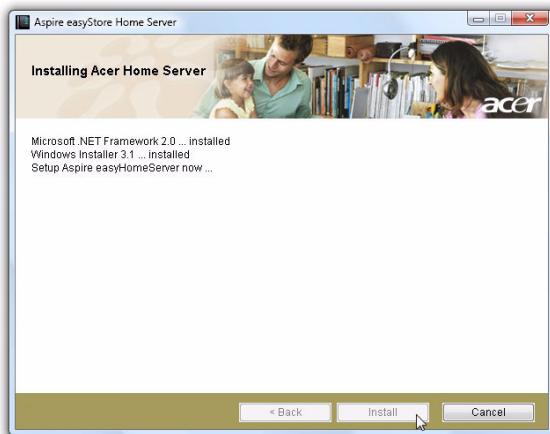 Aspire easyStore Home Server
Installing Acer Home Server
acer
Microsoft .NET Framework 2.0 ... installed
Windows Installer 3.1 ... installed
Setup Aspire easyHomeServer now ...
< Back
Install
Cancel